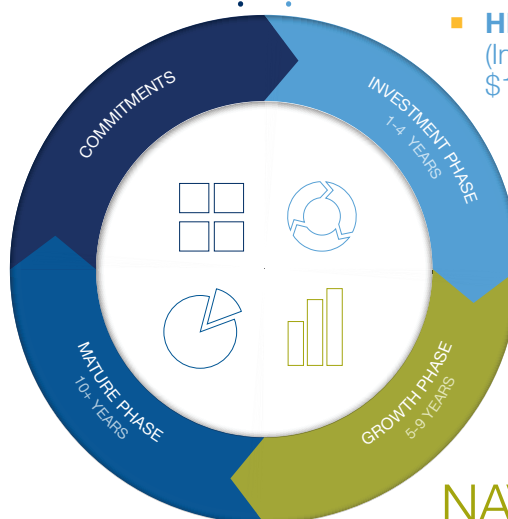 COMMITMENTS
INVESTMENT PHASE
1-4 YEARS
GROWTH PHASE
5-9 YEARS
MATURE PHASE
10+ YEARS